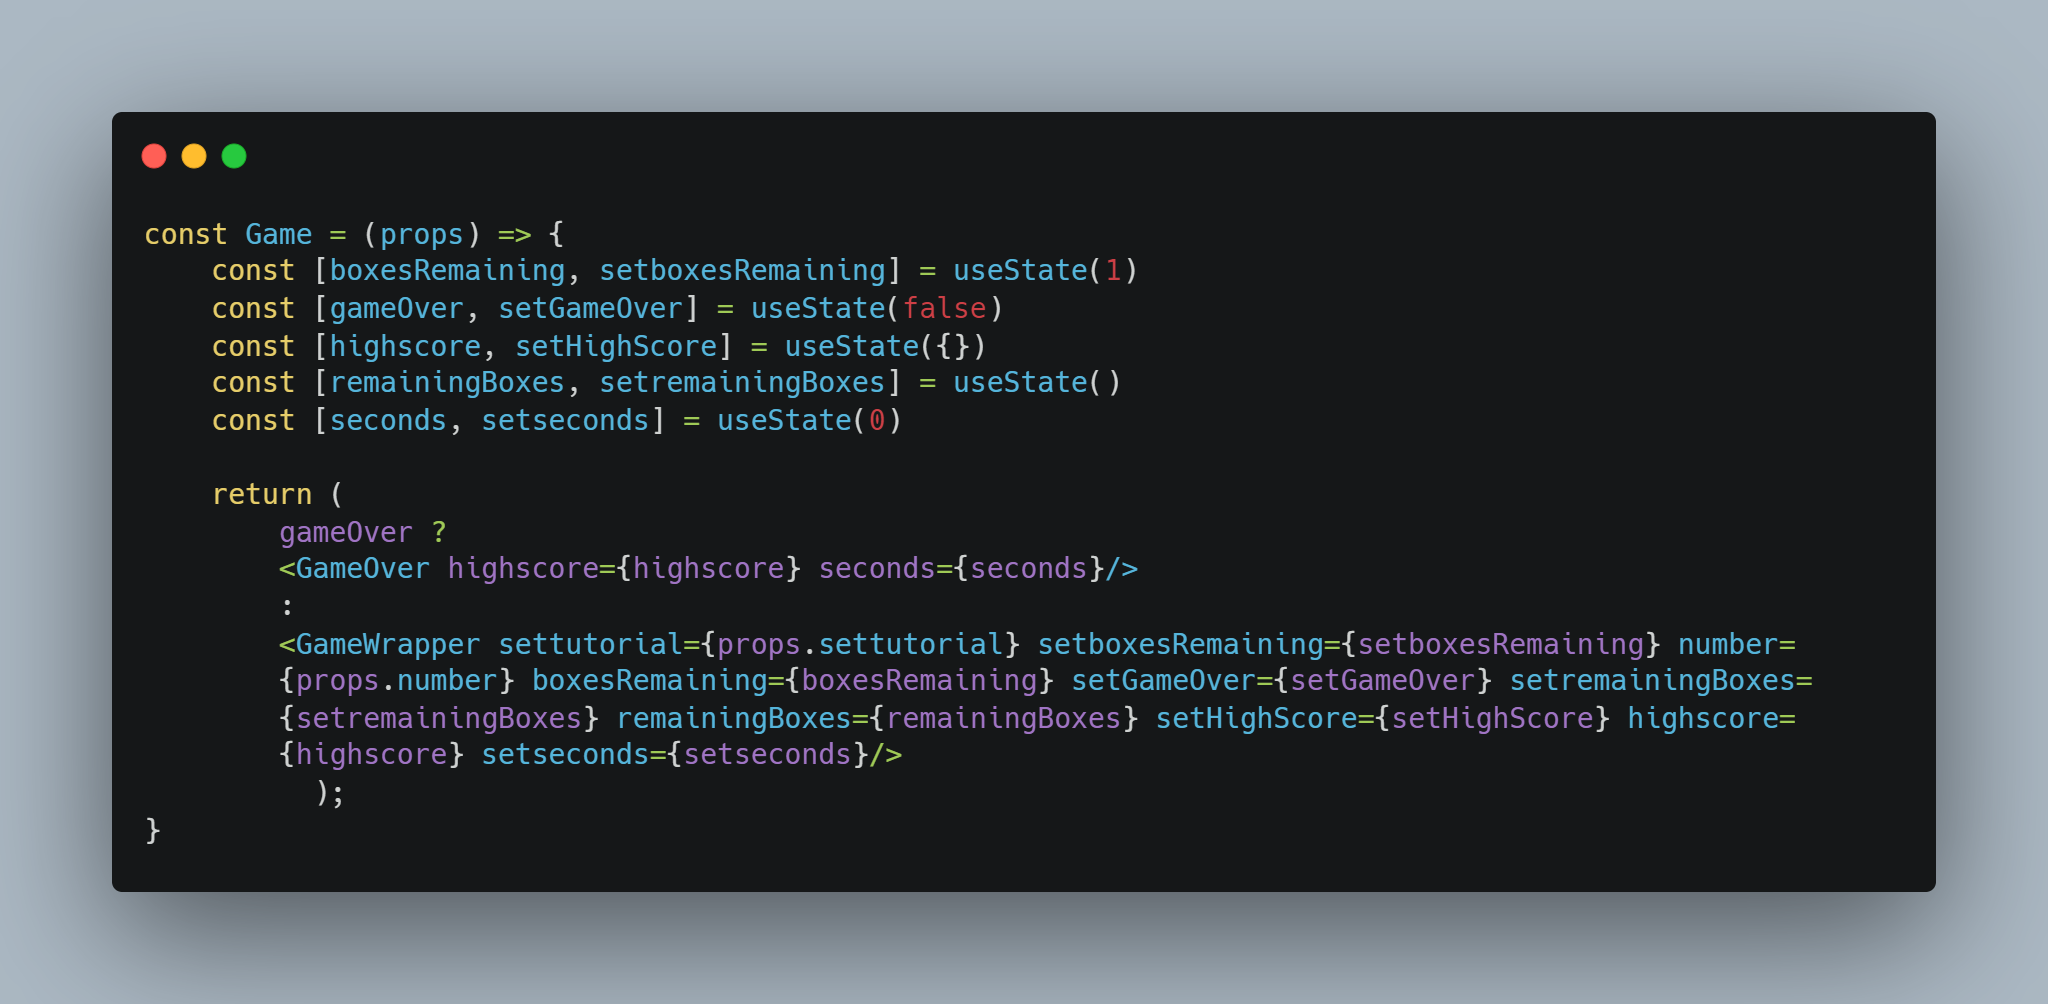 const Game = (props) => {
    const [boxesRemaining, setboxesRemaining] = useState(1)
    const [gameOver, setGameOver] = useState(false)
    const [highscore, setHighScore] = useState({})
    const [remainingBoxes, setremainingBoxes] = useState()
    const [seconds, setseconds] = useState(0)

    return (
        gameOver ?
        <GameOver highscore={highscore} seconds={seconds}/>
        :
        <GameWrapper settutorial={props.settutorial} setboxesRemaining={setboxesRemaining} number=
        {props.number} boxesRemaining={boxesRemaining} setGameOver={setGameOver} setremainingBoxes=
        {setremainingBoxes} remainingBoxes={remainingBoxes} setHighScore={setHighScore} highscore=
        {highscore} setseconds={setseconds}/>
          );
}